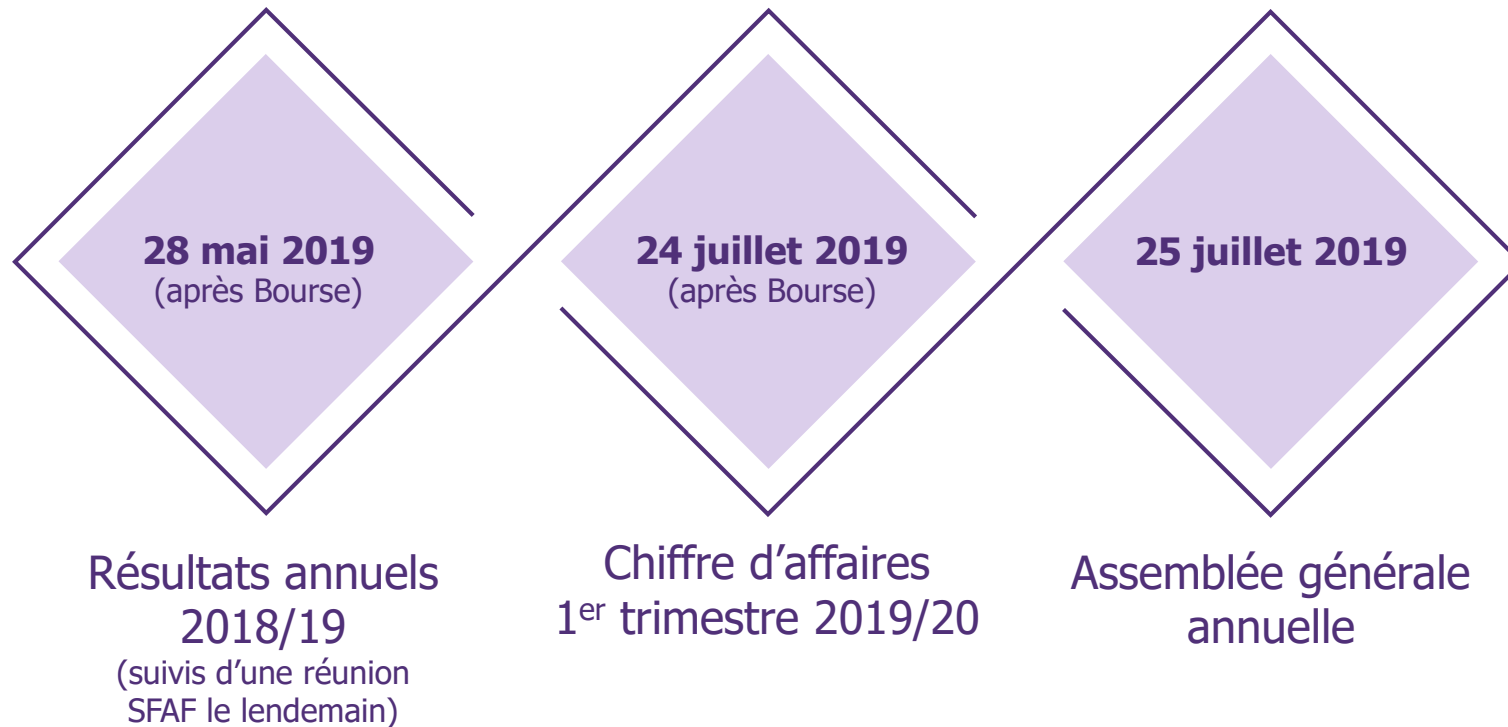 28 mai 2019
(après Bourse)
Résultats annuels
2018/19
(suivis d’une réunion
SFAF le lendemain)
24 juillet 2019
(après Bourse)
Chiffre d’affaires
1er trimestre 2019/20
25 juillet 2019
Assemblée générale
annuelle